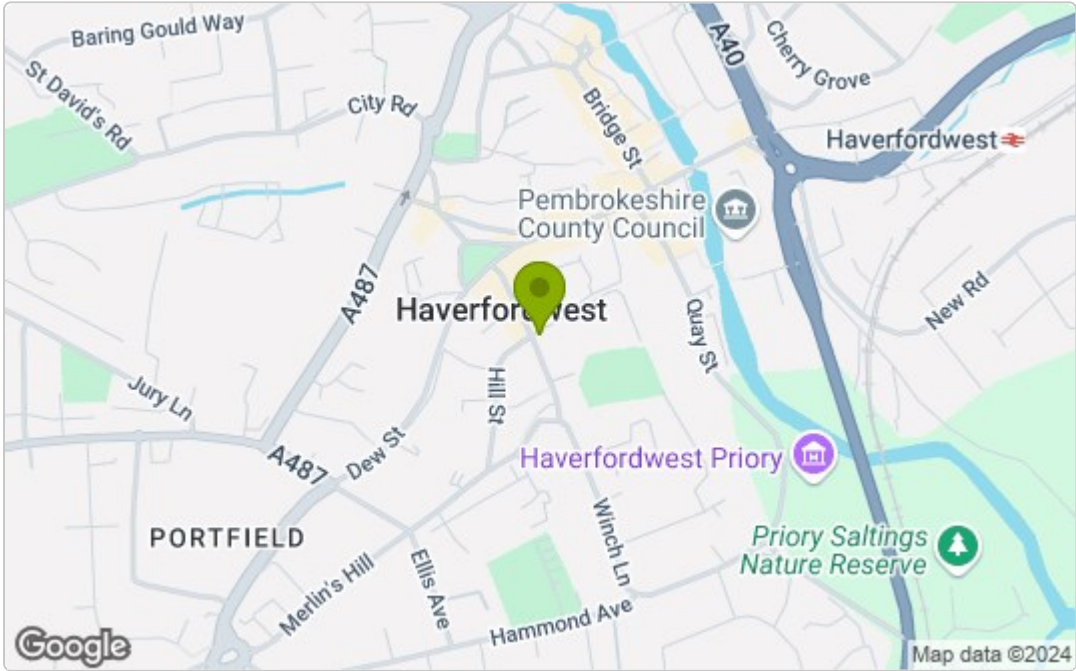 Baring Gould Way
St David's Rd
City Rd
A40
Cherry Grove
Bridge St
Haverfordwest
Pembrokeshire
County Council
A487
Haverfordwest
Quay St
New Rd
Jury Ln
Hill St
A487
Dew St
Haverfordwest Priory
Winch Ln
PORTFIELD
Priory Saltings
Nature Reserve
Merlin's Hill
Ellis Ave
Hammond Ave
Google
Map data ©2024